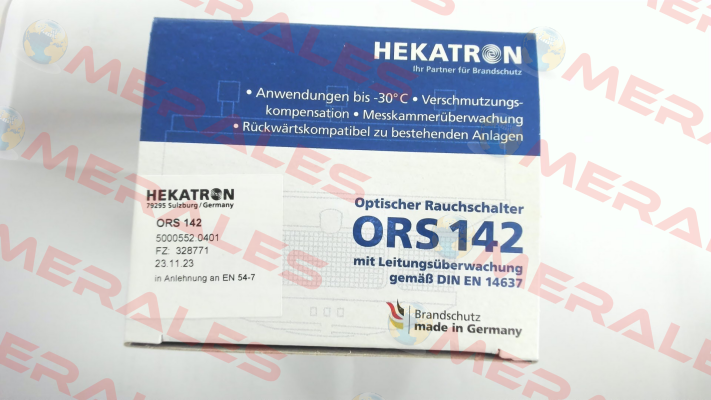 HEKATRON
Ihr Partner für Brandschutz
• Anwendungen bis -30°C • Verschmutzungs-
kompensation • Messkammerüberwachung
• Rückwärtskompatibel zu bestehenden Anlagen
HEKATRON
79295 Sulzburg/Germany
ORS 142
5000552 0401
FZ: 328771
23.11.23
in Anlehnung an EN 54-7
Optischer Rauchschalter
ORS 142
mit Leitungsüberwachung
gemäß DIN EN 14637
Brandschutz
made in Germany
MERALES
MERALES
MERALES
MERALES
MERALES
MERALES